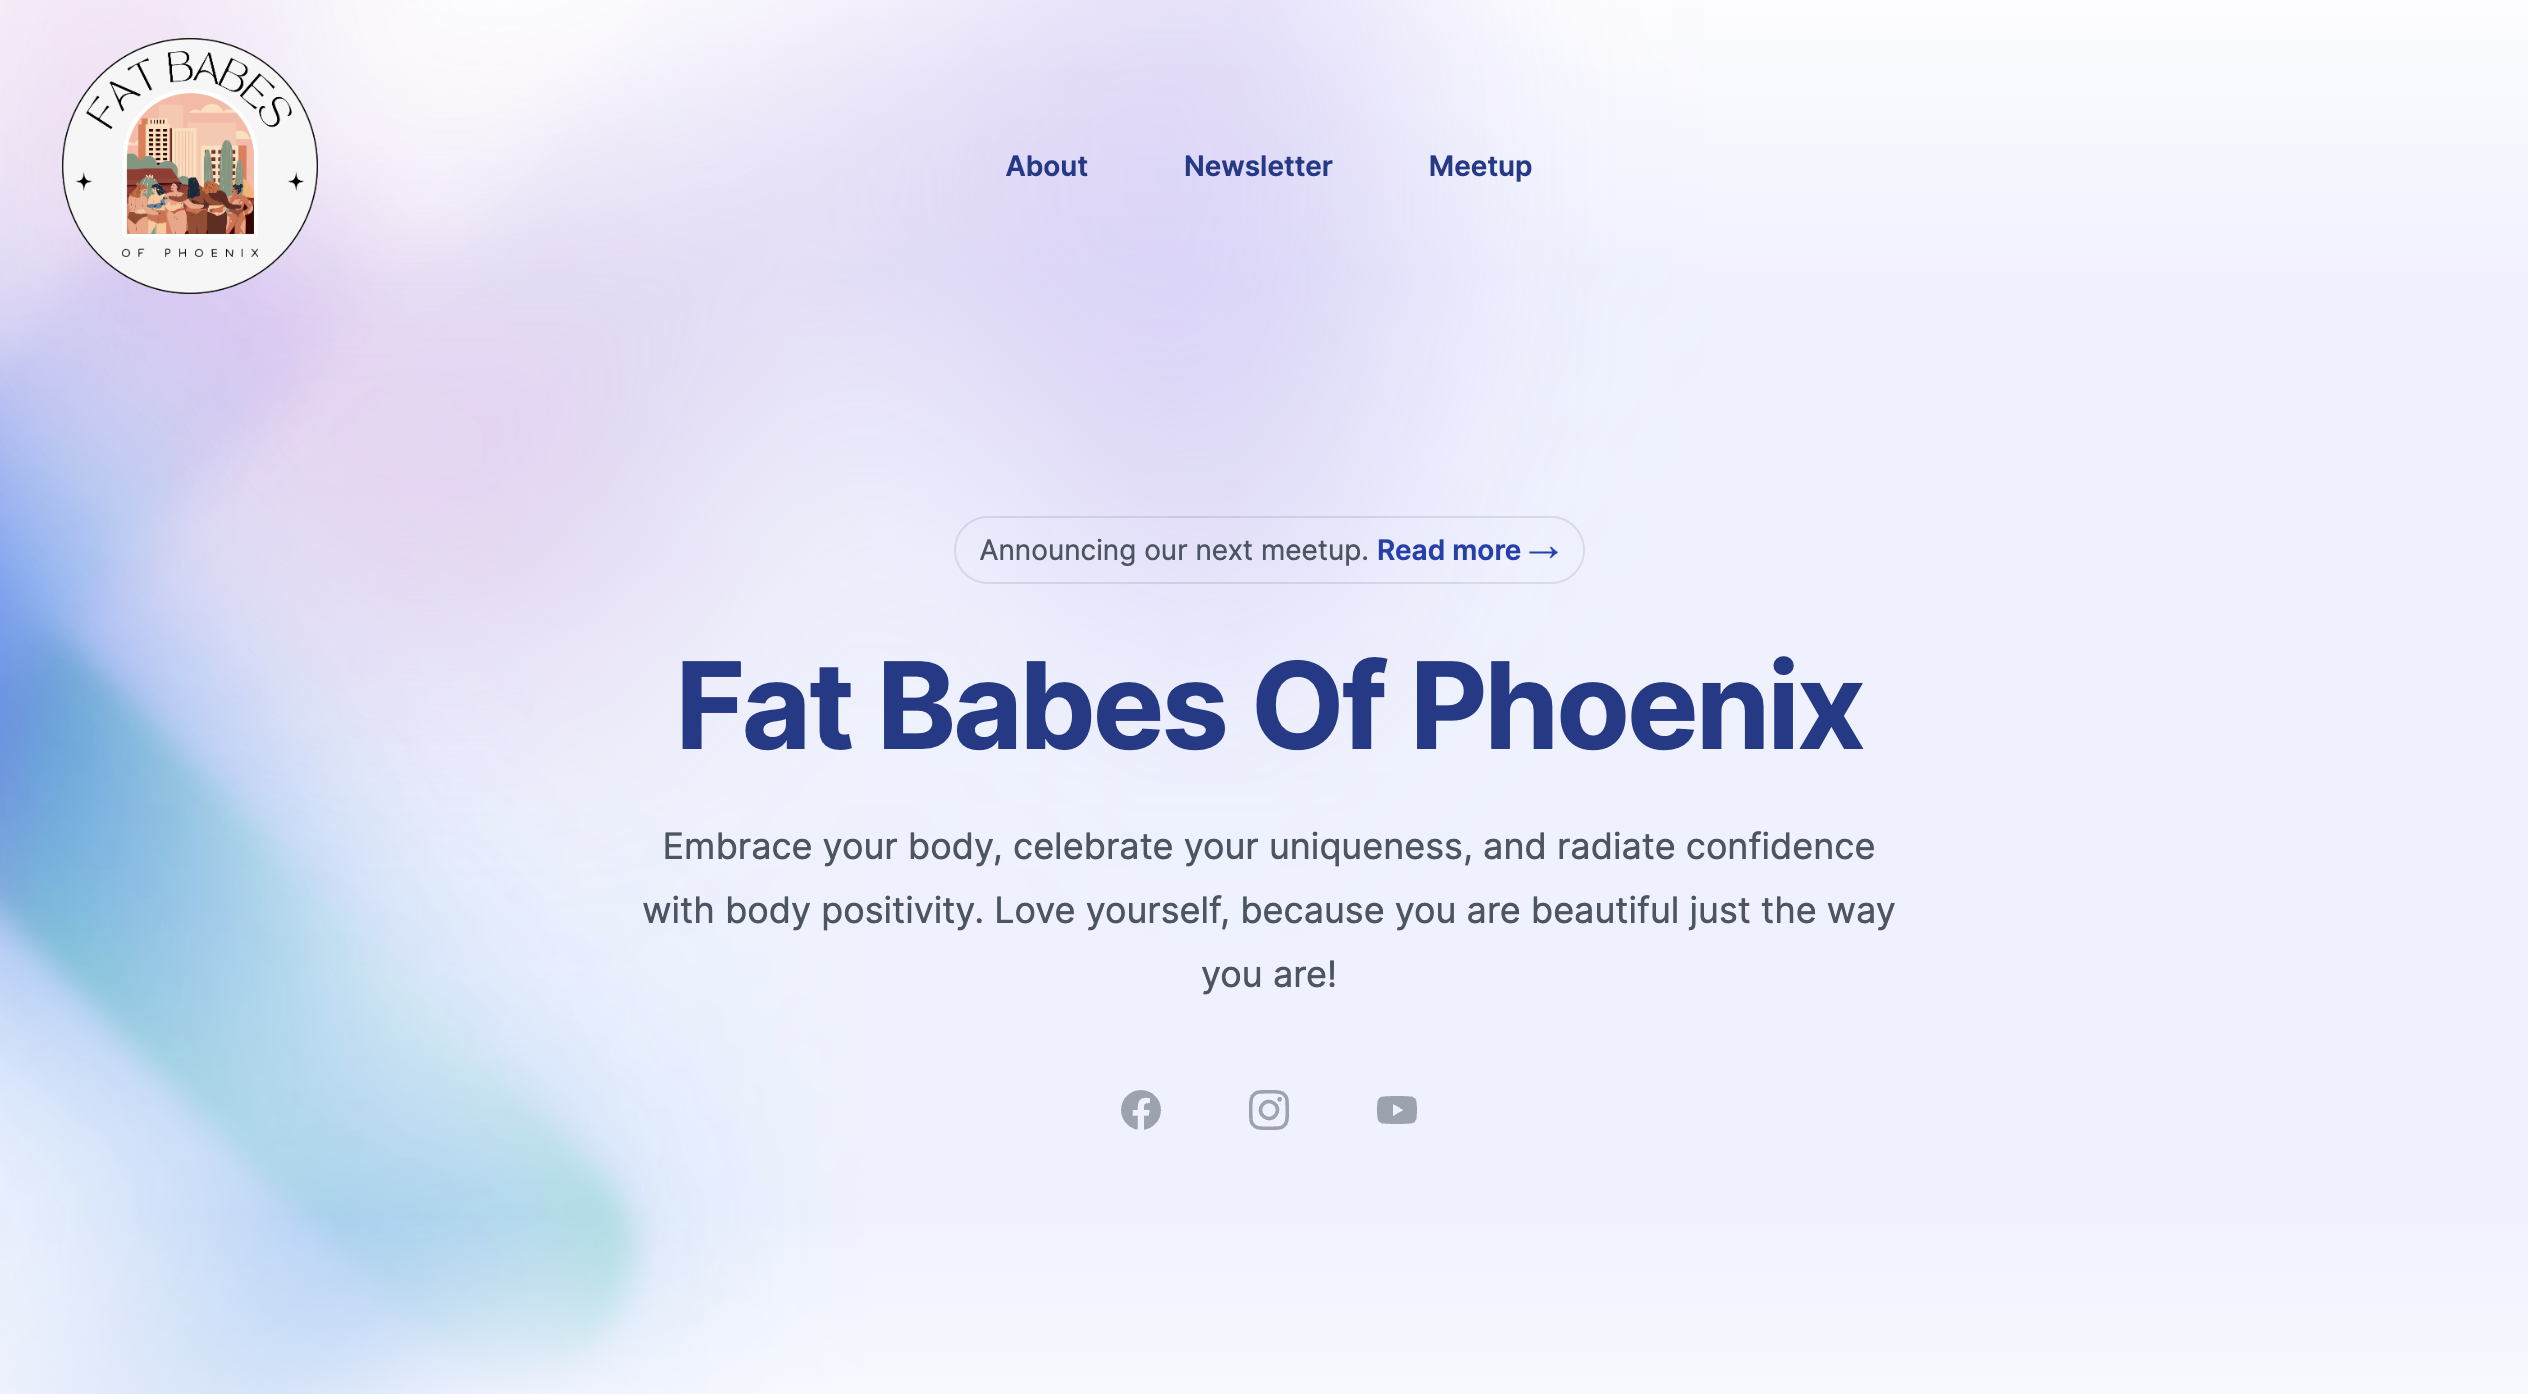 FAT BABES
OF PHOENIX
About
Newsletter
Meetup
Announcing our next meetup. Read more →
Fat Babes Of Phoenix
Embrace your body, celebrate your uniqueness, and radiate confidence
with body positivity. Love yourself, because you are beautiful just the way
you are!